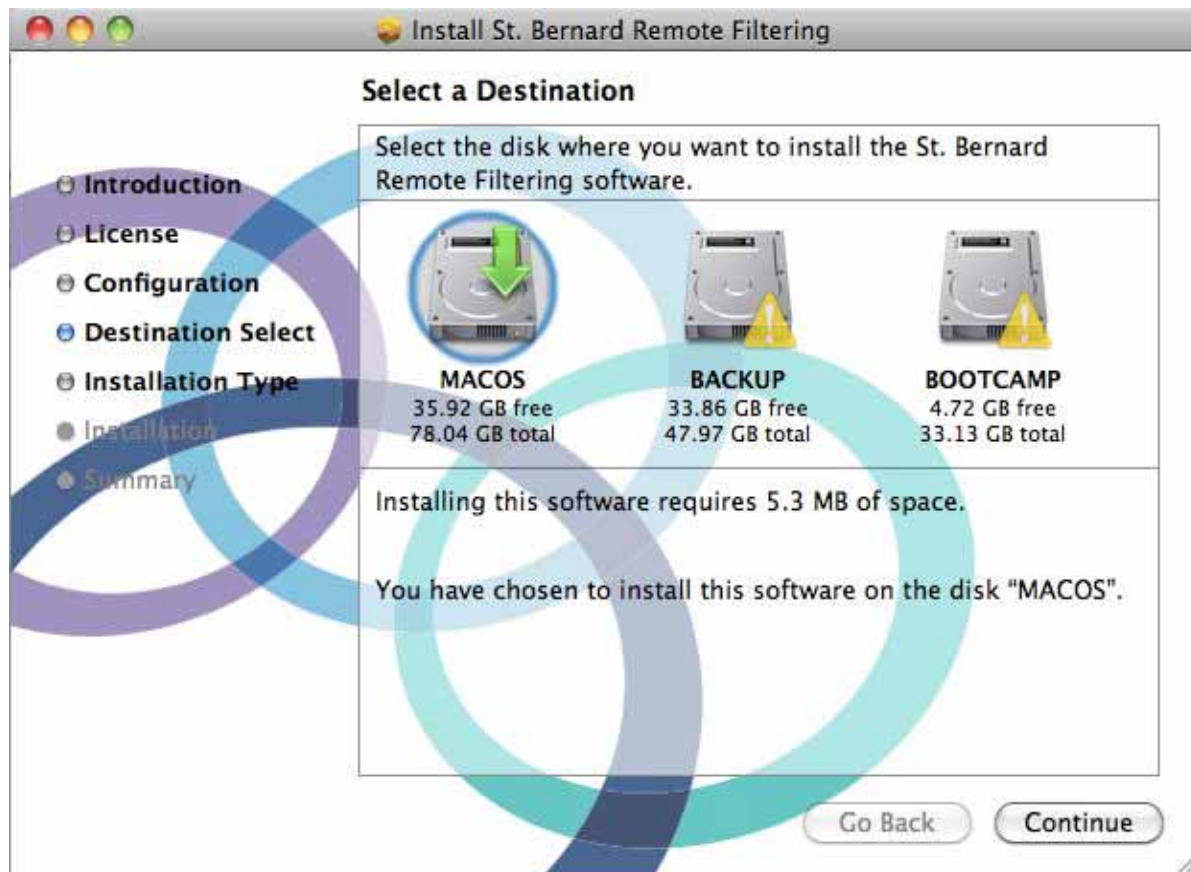 Install St. Bernard Remote Filtering
Select a Destination
Introduction
License
Configuration
Destination Select
Installation Type
Installation
Summary
Select the disk where you want to install the St. Bernard
Remote Filtering software.
MACOS
35.92 GB free
78.04 GB total
BACKUP
33.86 GB free
47.97 GB total
BOOTCAMP
4.72 GB free
33.13 GB total
Installing this software requires 5.3 MB of space.
You have chosen to install this software on the disk “MACOS”.
Go Back
Continue